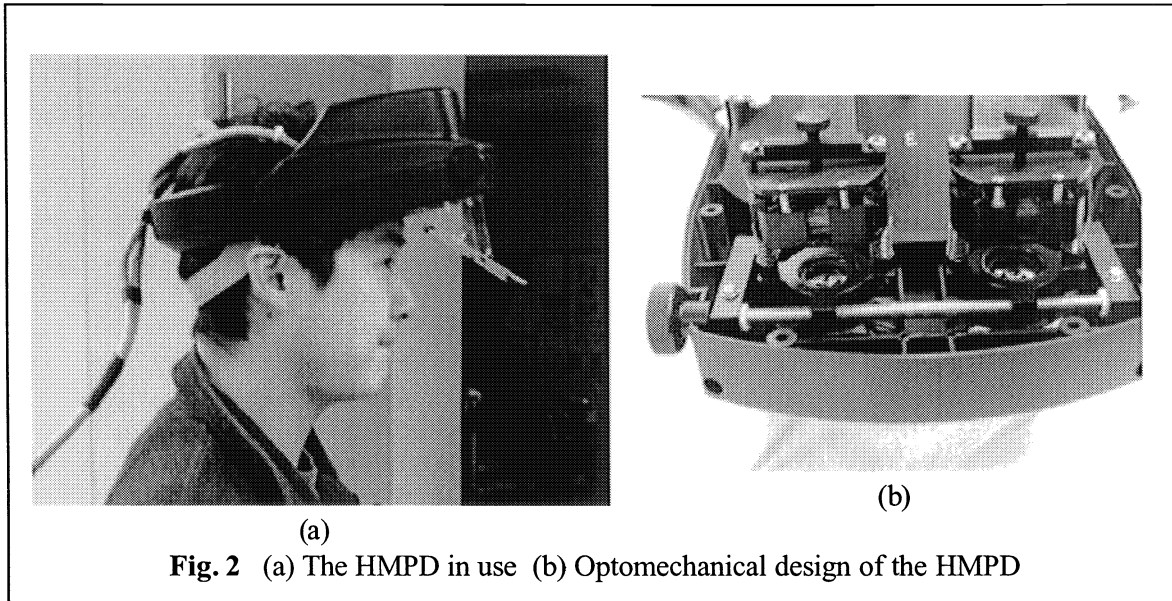 (a)
(b)
Fig. 2 (a) The HMPD in use (b) Optomechanical design of the HMPD